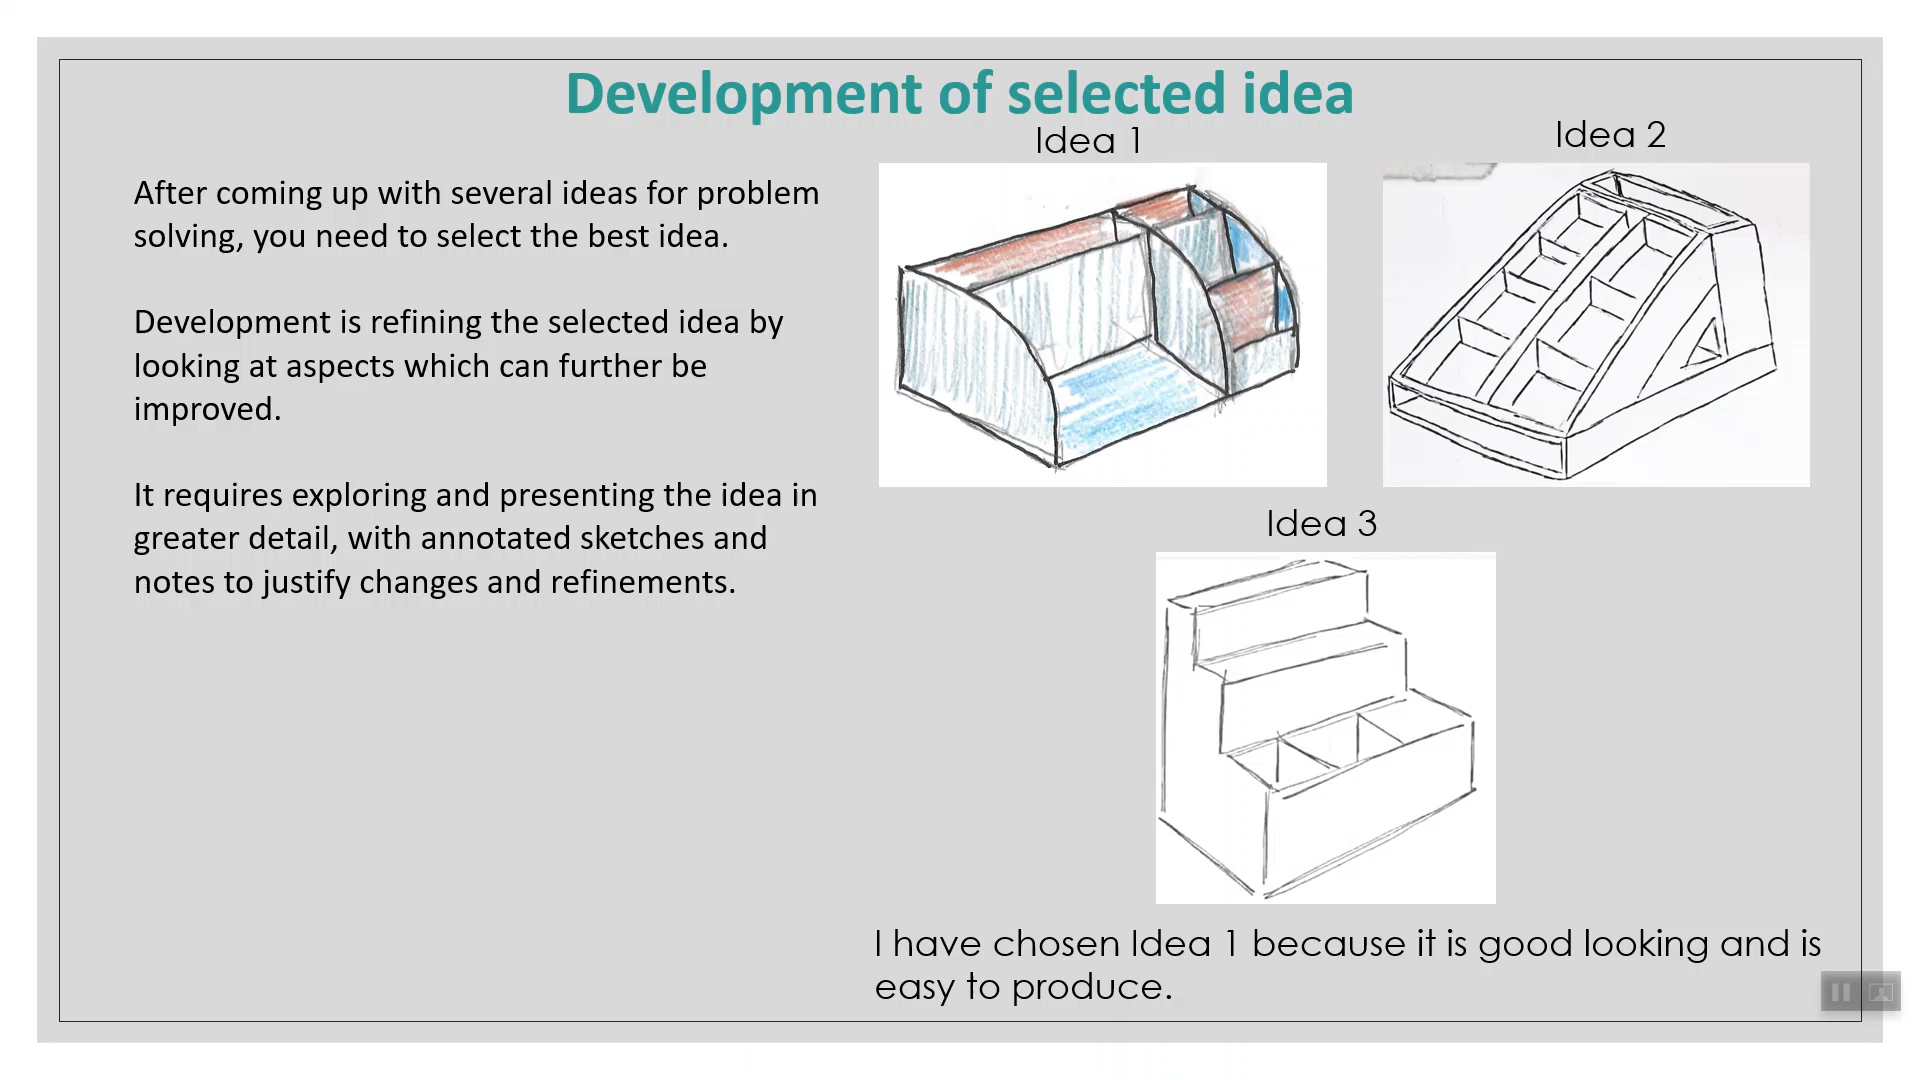 Development of selected idea
After coming up with several ideas for problem
solving, you need to select the best idea.
Development is refining the selected idea by
looking at aspects which can further be
improved.
It requires exploring and presenting the idea in
greater detail, with annotated sketches and
notes to justify changes and refinements.
Idea 1
Idea 2
Idea 3
I have chosen Idea 1 because it is good looking and is
easy to produce.